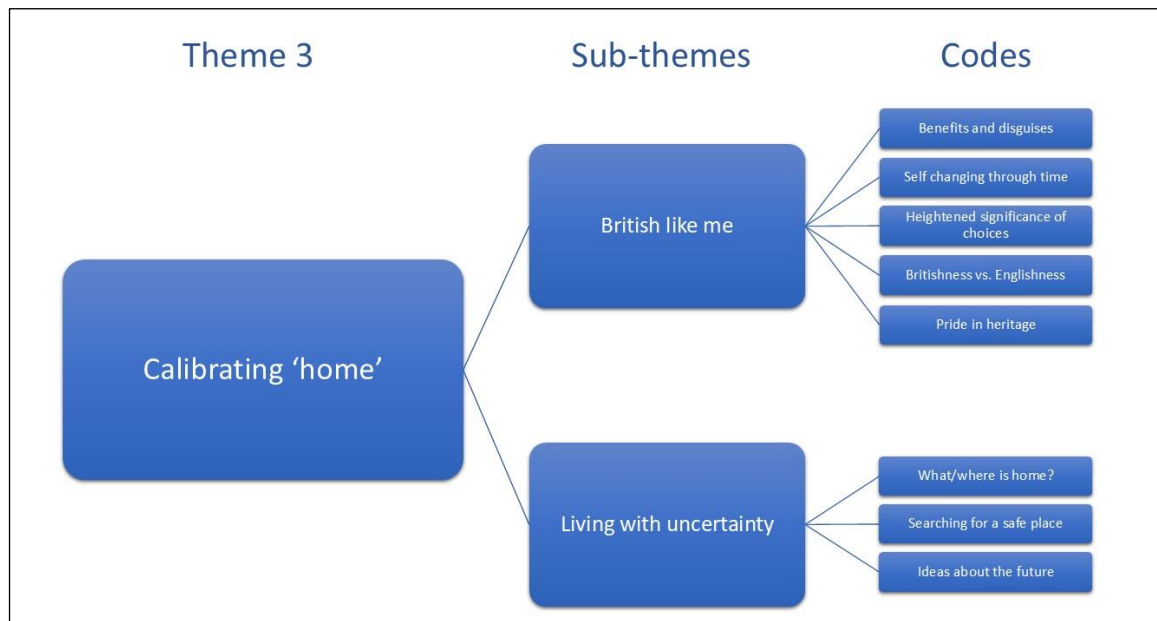 Theme 3
Sub-themes
Codes
Calibrating ‘home’
British like me
Benefits and disguises
Self changing through time
Heightened significance of
choices
Britishness vs. Englishness
Pride in heritage
Living with uncertainty
What/where is home?
Searching for a safe place
Ideas about the future